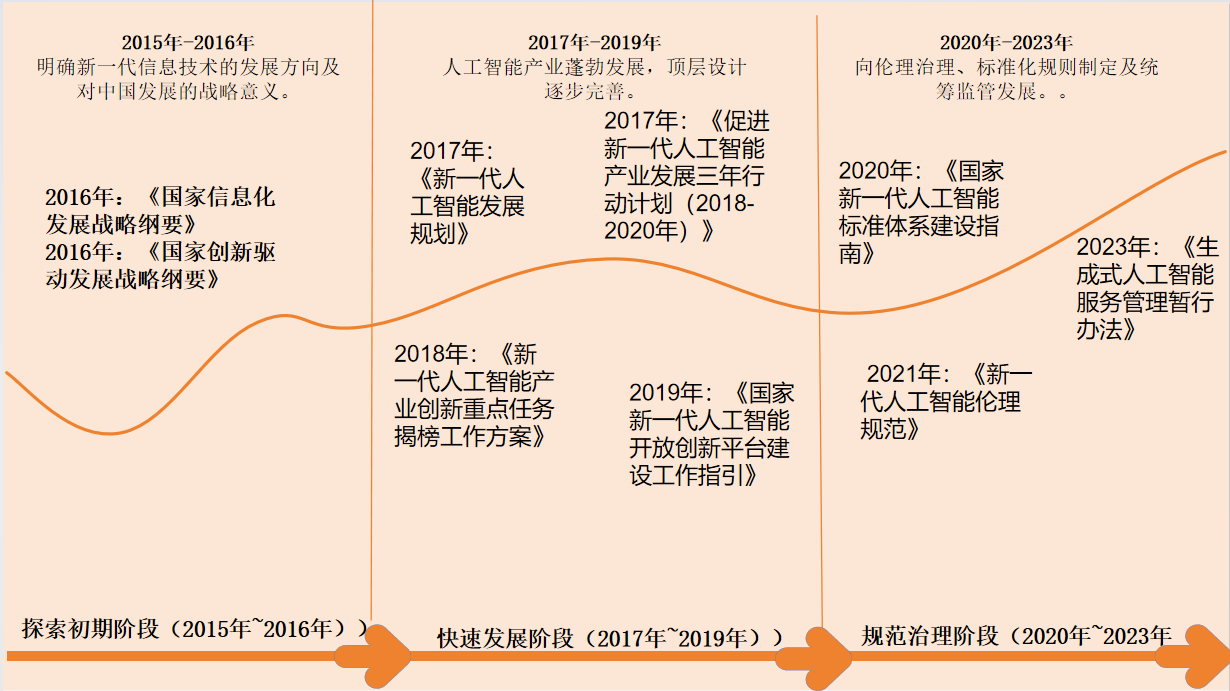 2015年-2016年
明确新一代信息技术的发展方向及
对中国发展的战略意义。
2016年：《国家信息化
发展战略纲要》
2016年：《国家创新驱
动发展战略纲要》
2017年-2019年
人工智能产业蓬勃发展，顶层设计
逐步完善。
2017年：
《新一代人
工智能发展
规划》
2017年：《促进
新一代人工智能
产业发展三年行
动计划（2018-
2020年）》
2018年：《新
一代人工智能产
业创新重点任务
揭榜工作方案》
2019年：《国家
新一代人工智能
开放创新平台建
设工作指引》
2020年-2023年
向伦理治理、标准化规则制定及统
筹监管发展。。
2020年：《国家
新一代人工智能
标准体系建设指
南》
2023年：《生
成式人工智能
服务管理暂行
办法》
2021年：《新一
代人工智能伦理
规范》
探索初期阶段（2015年~2016年））
快速发展阶段（2017年~2019年））
规范治理阶段（2020年~2023年